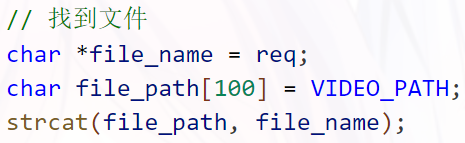 // 找到文件
char *file_name = req;
char file_path[100] = VIDEO_PATH;
strcat(file_path, file_name);